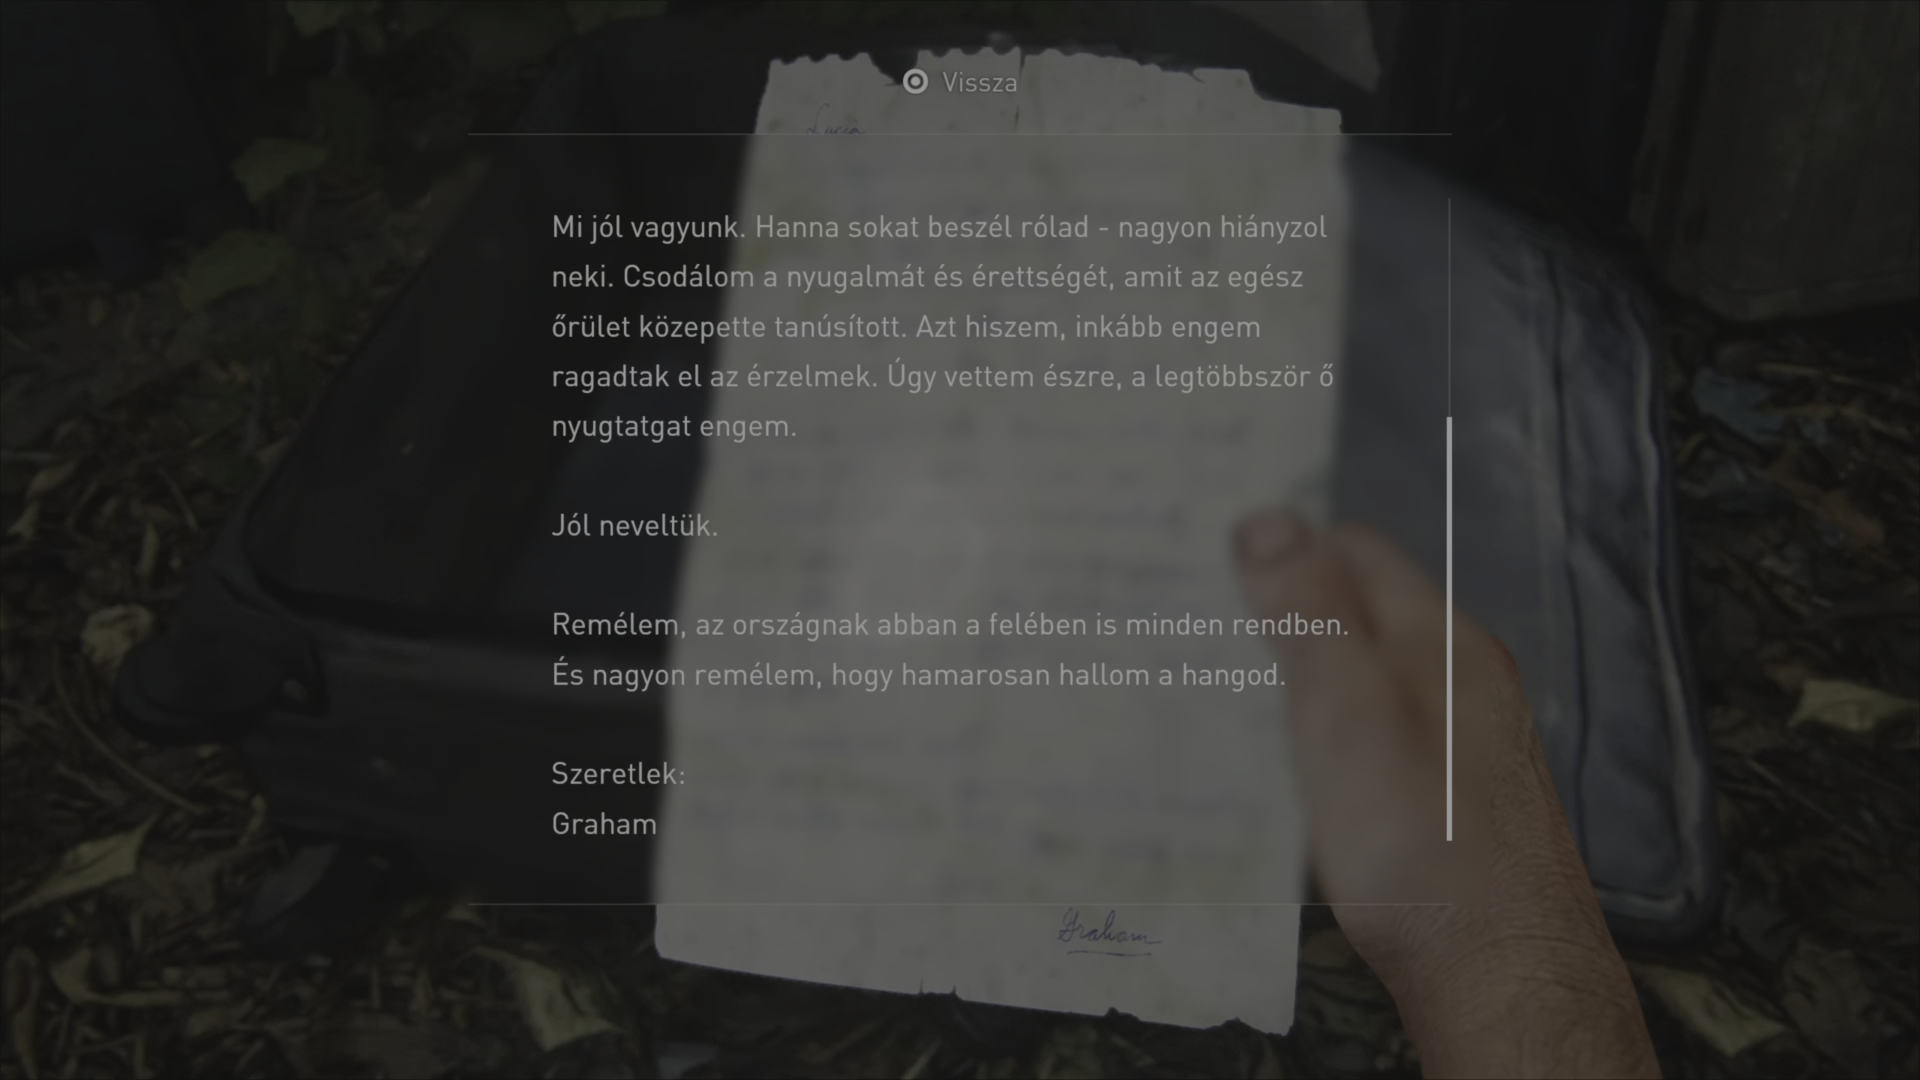 Vissza
Lucia
Mi jól vagyunk. Hanna sokat beszél rólad - nagyon hiányzol
neki. Csodálom a nyugalmát és érettségét, amit az egész
őrület közepette tanúsított. Azt hiszem, inkább engem
ragadtak el az érzelmek. Úgy vettem észre, a legtöbbször ő
nyugtatgat engem.
Jól neveltük.
Remélem, az országnak abban a felében is minden rendben.
És nagyon remélem, hogy hamarosan hallom a hangod.
Szeretlek:
Graham
Graham